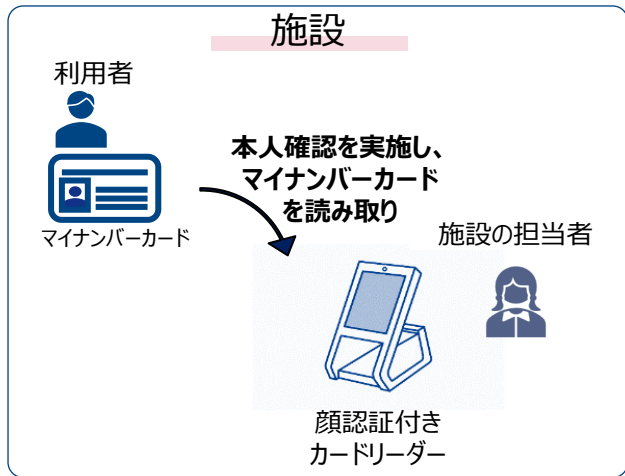 施設
利用者
本人確認を実施し、
マイナンバーカード
を読み取り
マイナンバーカード
施設の担当者
顔認証付き
カードリーダー